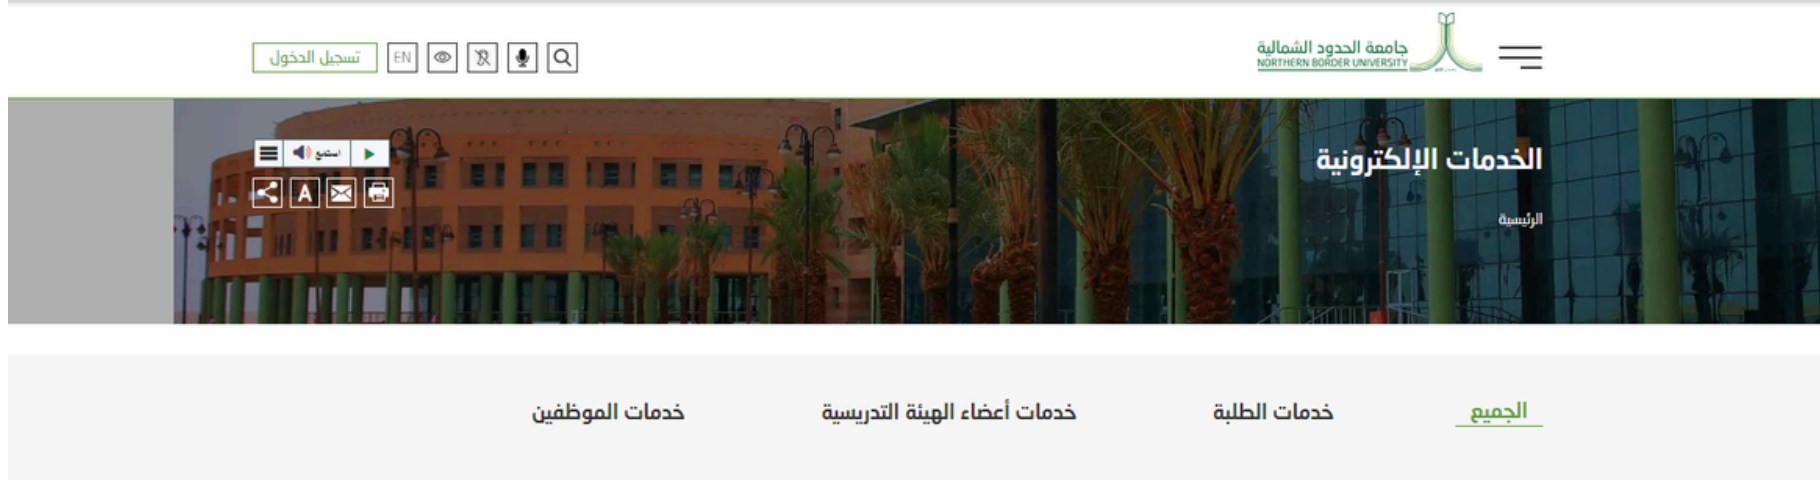 جامعة الحدود الشمالية
NORTHERN BORDER UNIVERSITY
EN
تسجيل الدخول
الخدمات الإلكترونية
الرئيسية
استمع
A
الجميع
خدمات الطلبة
خدمات أعضاء الهيئة التدريسية
خدمات الموظفين